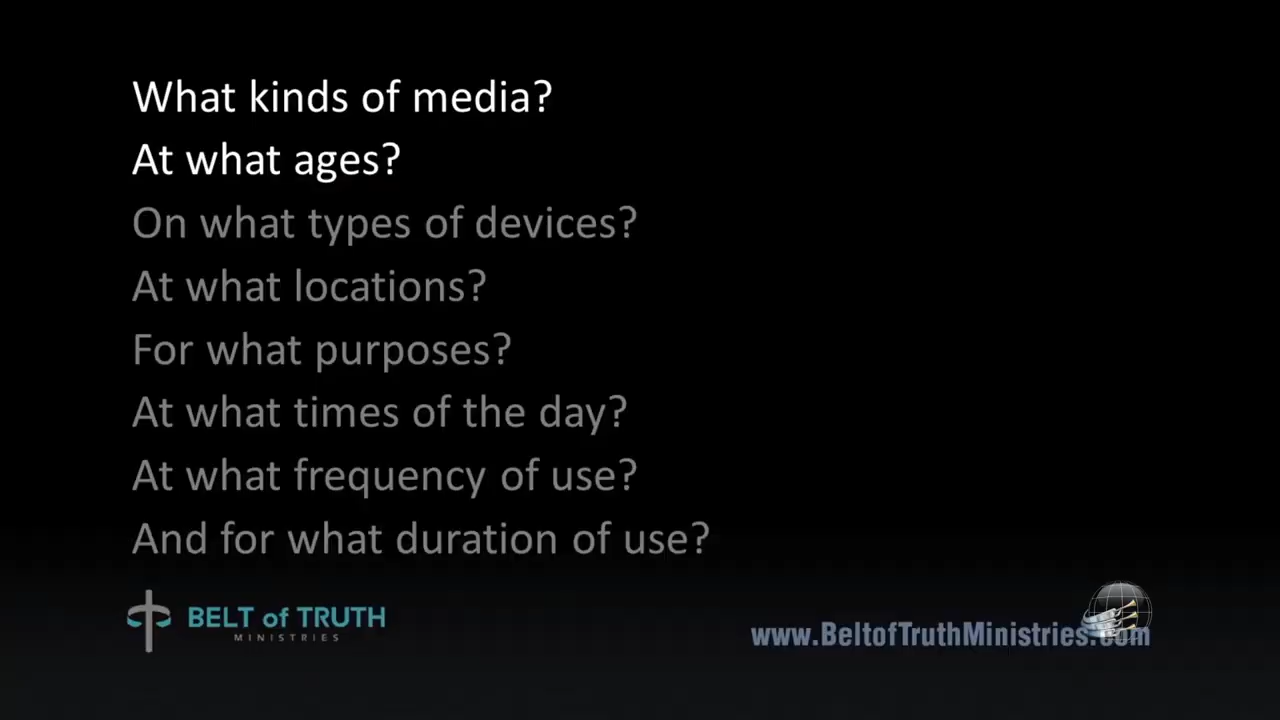 What kinds of media?
At what ages?
On what types of devices?
At what locations?
For what purposes?
At what times of the day?
At what frequency of use?
And for what duration of use?
BELT of TRUTH
MINISTRIES
www.BeltofTruthMinistries.com